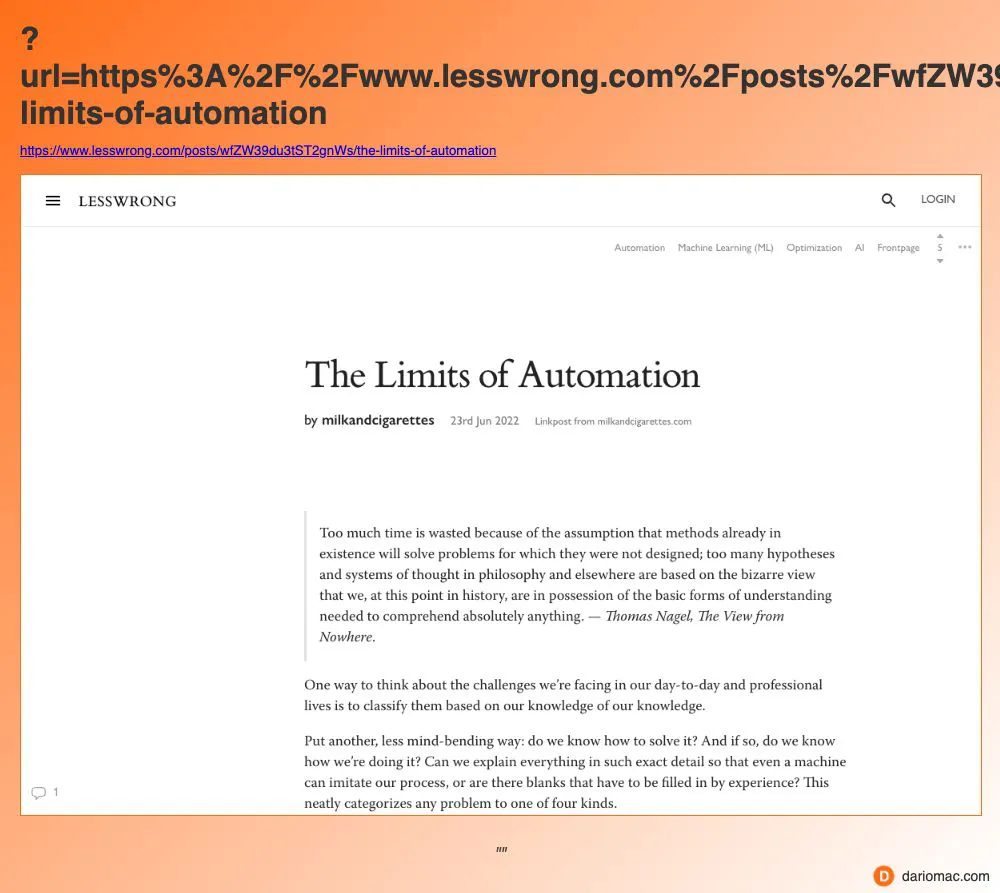 ?
url=https%3A%2F%2Fwww.lesswrong.com%2Fposts%2FwfZW39
limits-of-automation
https://www.lesswrong.com/posts/wfZW39du3tST2gnWs/the-limits-of-automation
LESSWRONG
LOGIN
Automation Machine Learning (ML) Optimization AI Frontpage 5
The Limits of Automation
by milkandcigarettes 23rd Jun 2022 Linkpost from milkandcigarettes.com
Too much time is wasted because of the assumption that methods already in
existence will solve problems for which they were not designed; too many hypotheses
and systems of thought in philosophy and elsewhere are based on the bizarre view
that we, at this point in history, are in possession of the basic forms of understanding
needed to comprehend absolutely anything. — Thomas Nagel, The View from
Nowhere.
One way to think about the challenges we’re facing in our day-to-day and professional
lives is to classify them based on our knowledge of our knowledge.
Put another, less mind-bending way: do we know how to solve it? And if so, do we know
how we’re doing it? Can we explain everything in such exact detail so that even a machine
can imitate our process, or are there blanks that have to be filled in by experience? This
neatly categorizes any problem to one of four kinds.
1
""
D dariomac.com